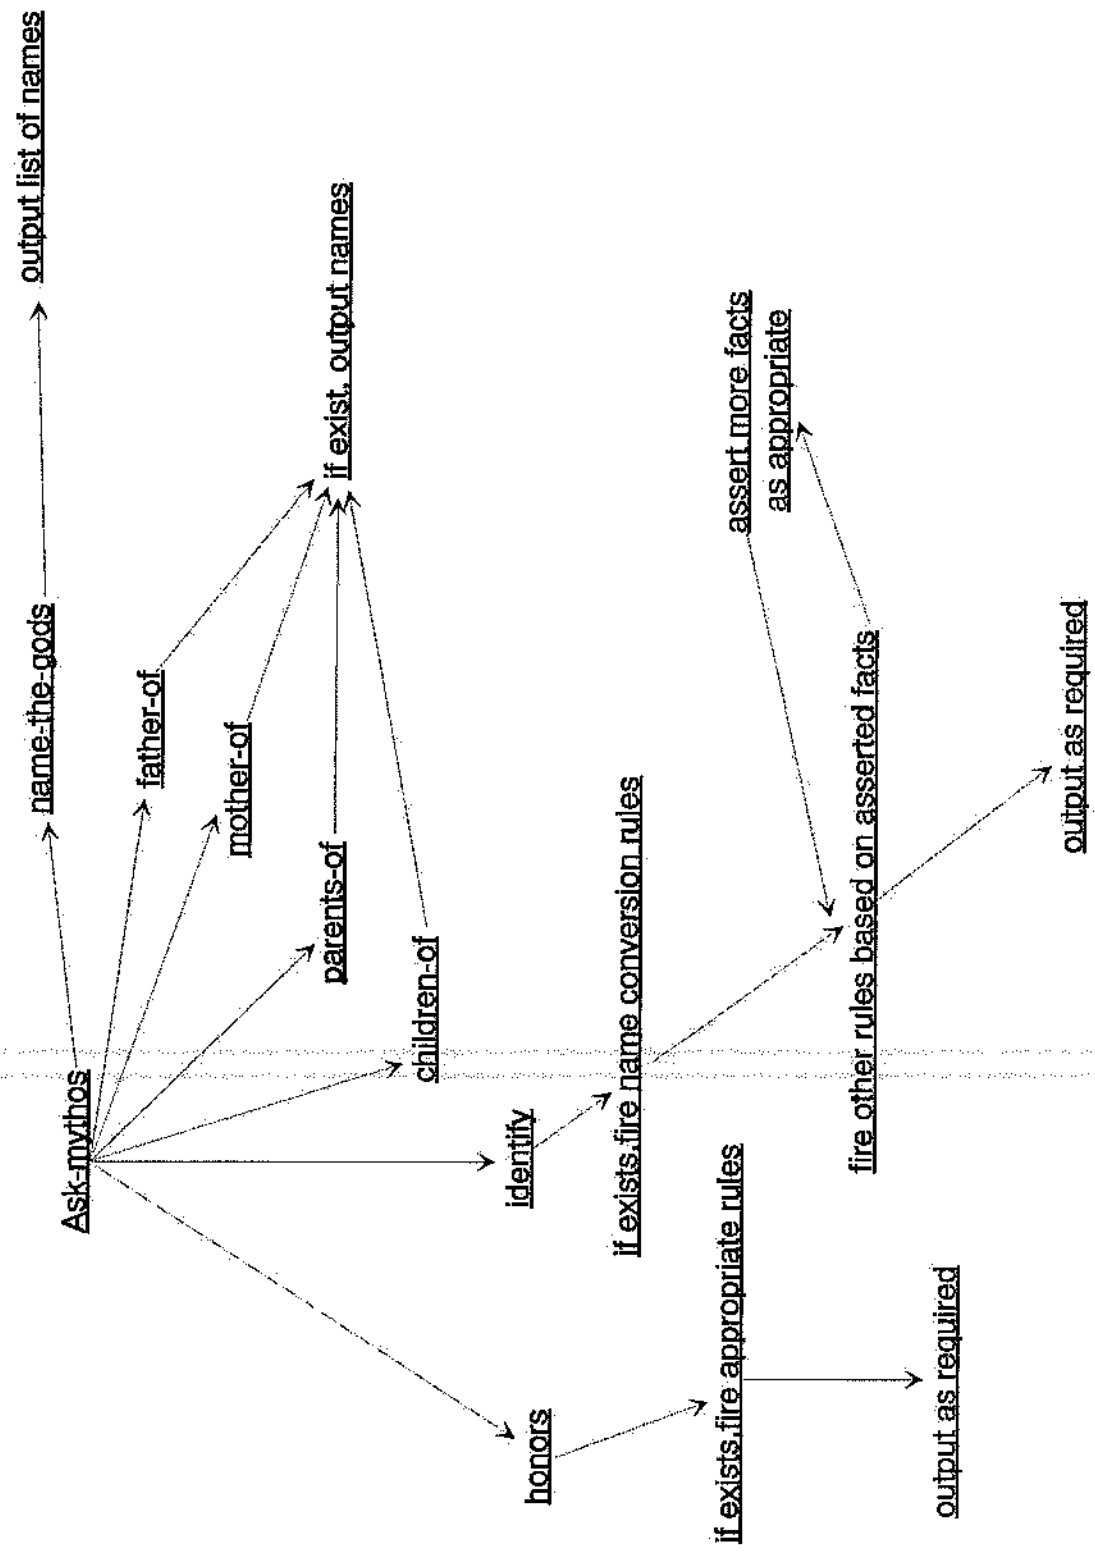 Ask-mythos
honors
identify
children-of
parents-of
mother-of
father-of
name-the-gods
output list of names
if exist, output names
if exists,fire name conversion rules
if exists,fire appropriate rules
output as required
fire other rules based on asserted facts
assert more facts
as appropriate
output as required